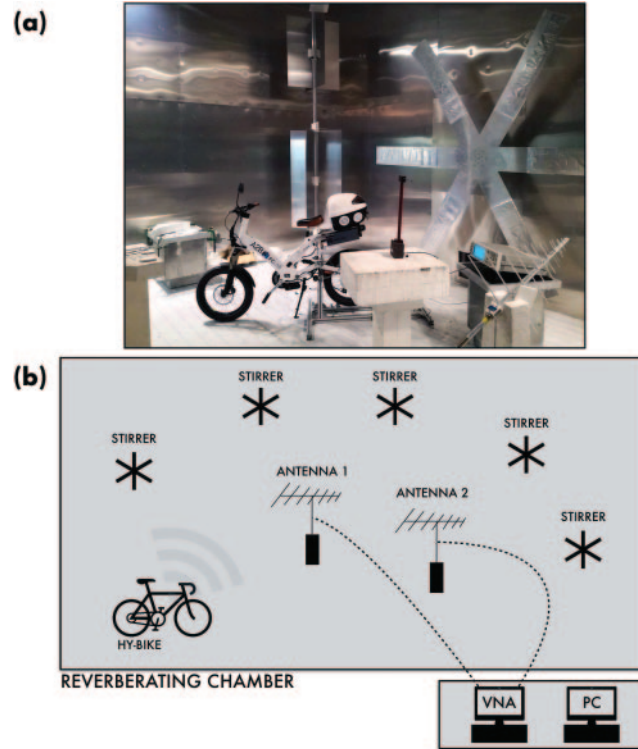 (a)
(b)
STIRRER
STIRRER
STIRRER
STIRRER
ANTENNA 1
ANTENNA 2
STIRRER
HY-BIKE
REVERBERATING CHAMBER
VNA
PC